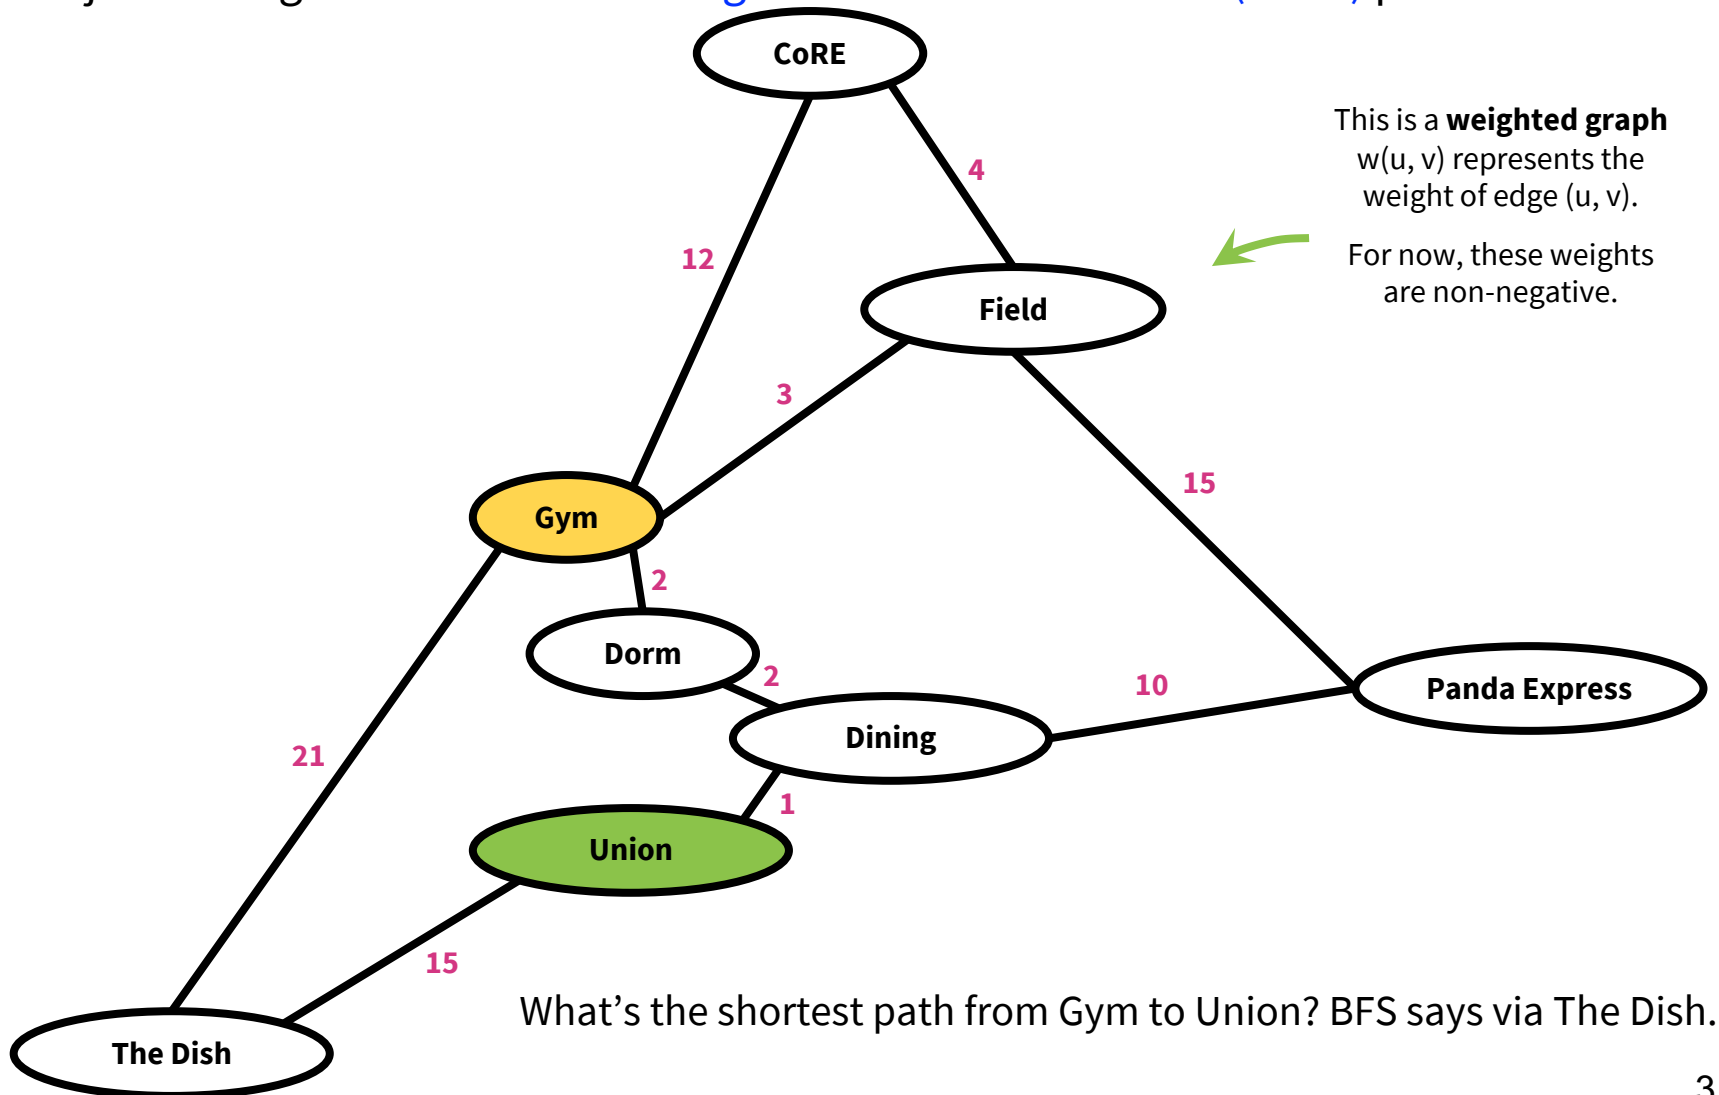 CoRE
This is a weighted graph
w(u, v) represents the
weight of edge (u, v).
4
For now, these weights
are non-negative.
12
Field
3
15
Gym
2
Dorm
2
10
Panda Express
Dining
21
1
Union
15
What’s the shortest path from Gym to Union? BFS says via The Dish.
The Dish
3